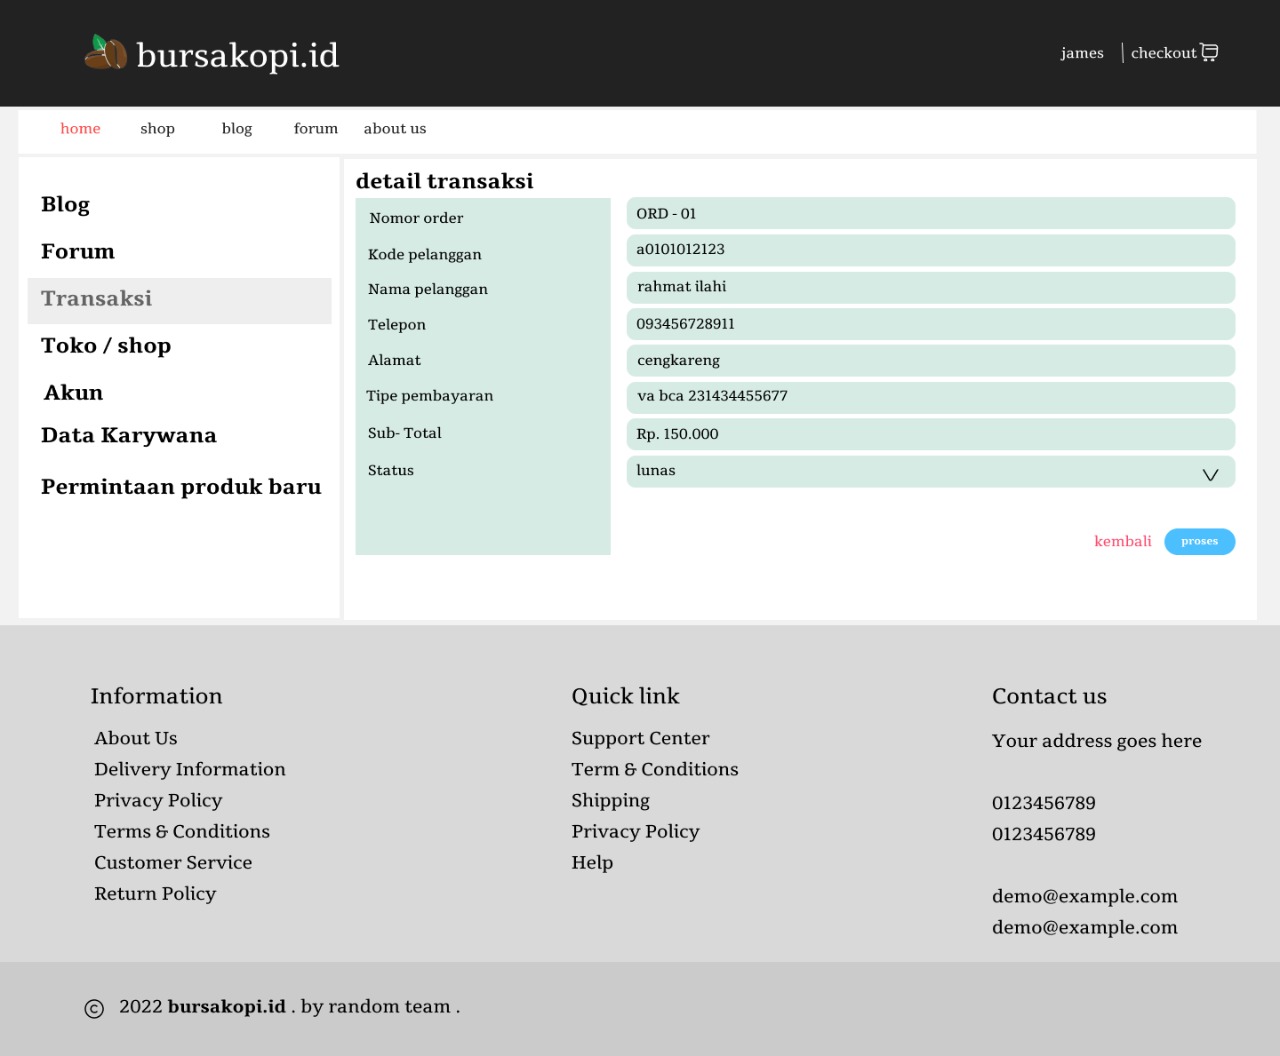 bursakopi.id
james checkout
home shop blog forum about us
Blog
Forum
Transaksi
Toko / shop
Akun
Data Karywana
Permintaan produk baru
detail transaksi
Nomor order ORD - 01
Kode pelanggan a0101012123
Nama pelanggan rahmat ilahi
Telepon 093456728911
Alamat cengkareng
Tipe pembayaran va bca 231434455677
Sub- Total Rp. 150.000
Status lunas
kembali proses
Information
About Us
Delivery Information
Privacy Policy
Terms & Conditions
Customer Service
Return Policy
Quick link
Support Center
Term & Conditions
Shipping
Privacy Policy
Help
Contact us
Your address goes here
0123456789
0123456789
demo@example.com
demo@example.com
© 2022 bursakopi.id . by random team .